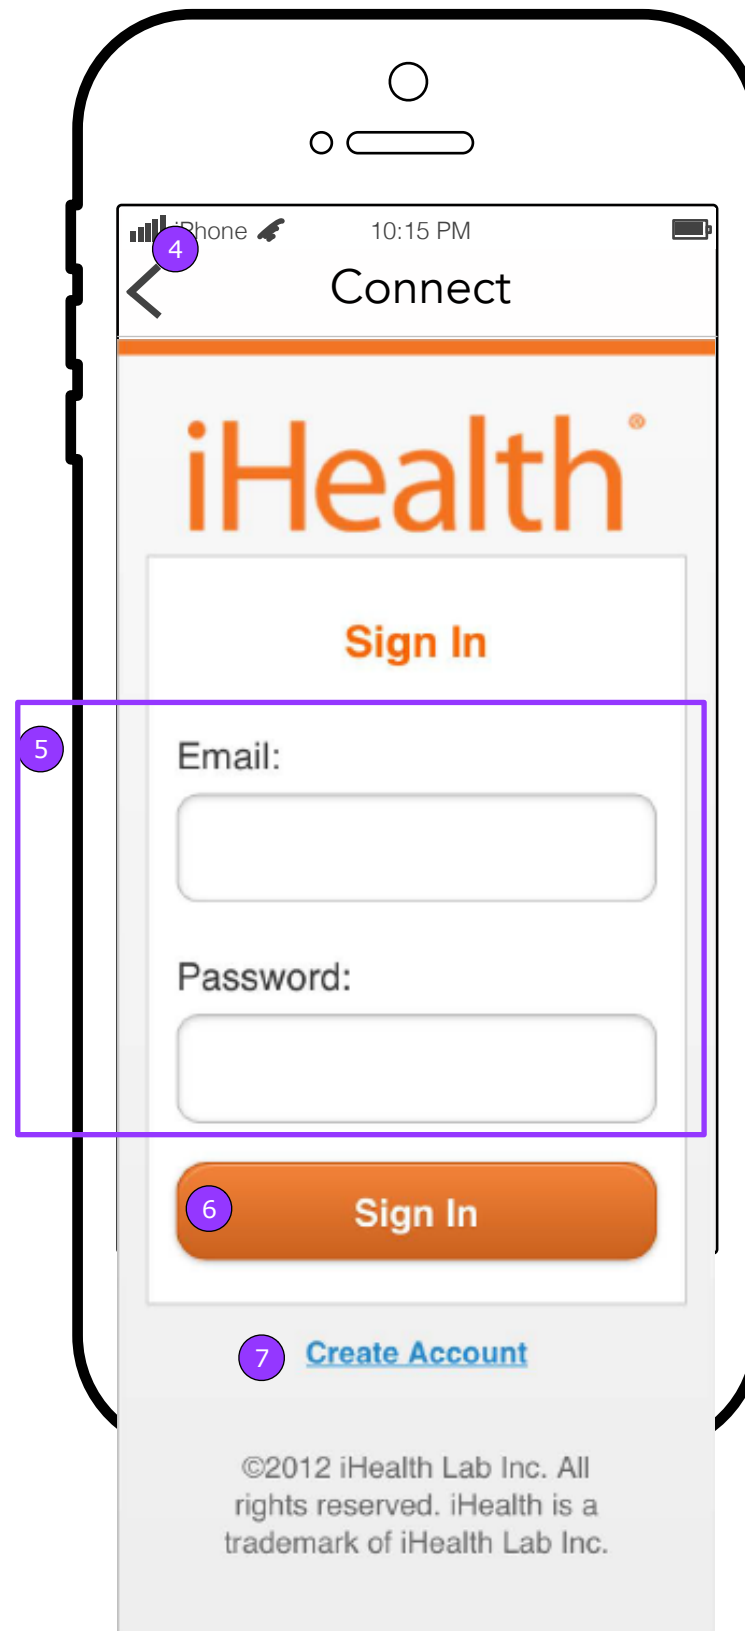 iPhone 10:15 PM
4
Connect
iHealth®
Sign In
5
Email:
Password:
6 Sign In
7 Create Account
©2012 iHealth Lab Inc. All
rights reserved. iHealth is a
trademark of iHealth Lab Inc.